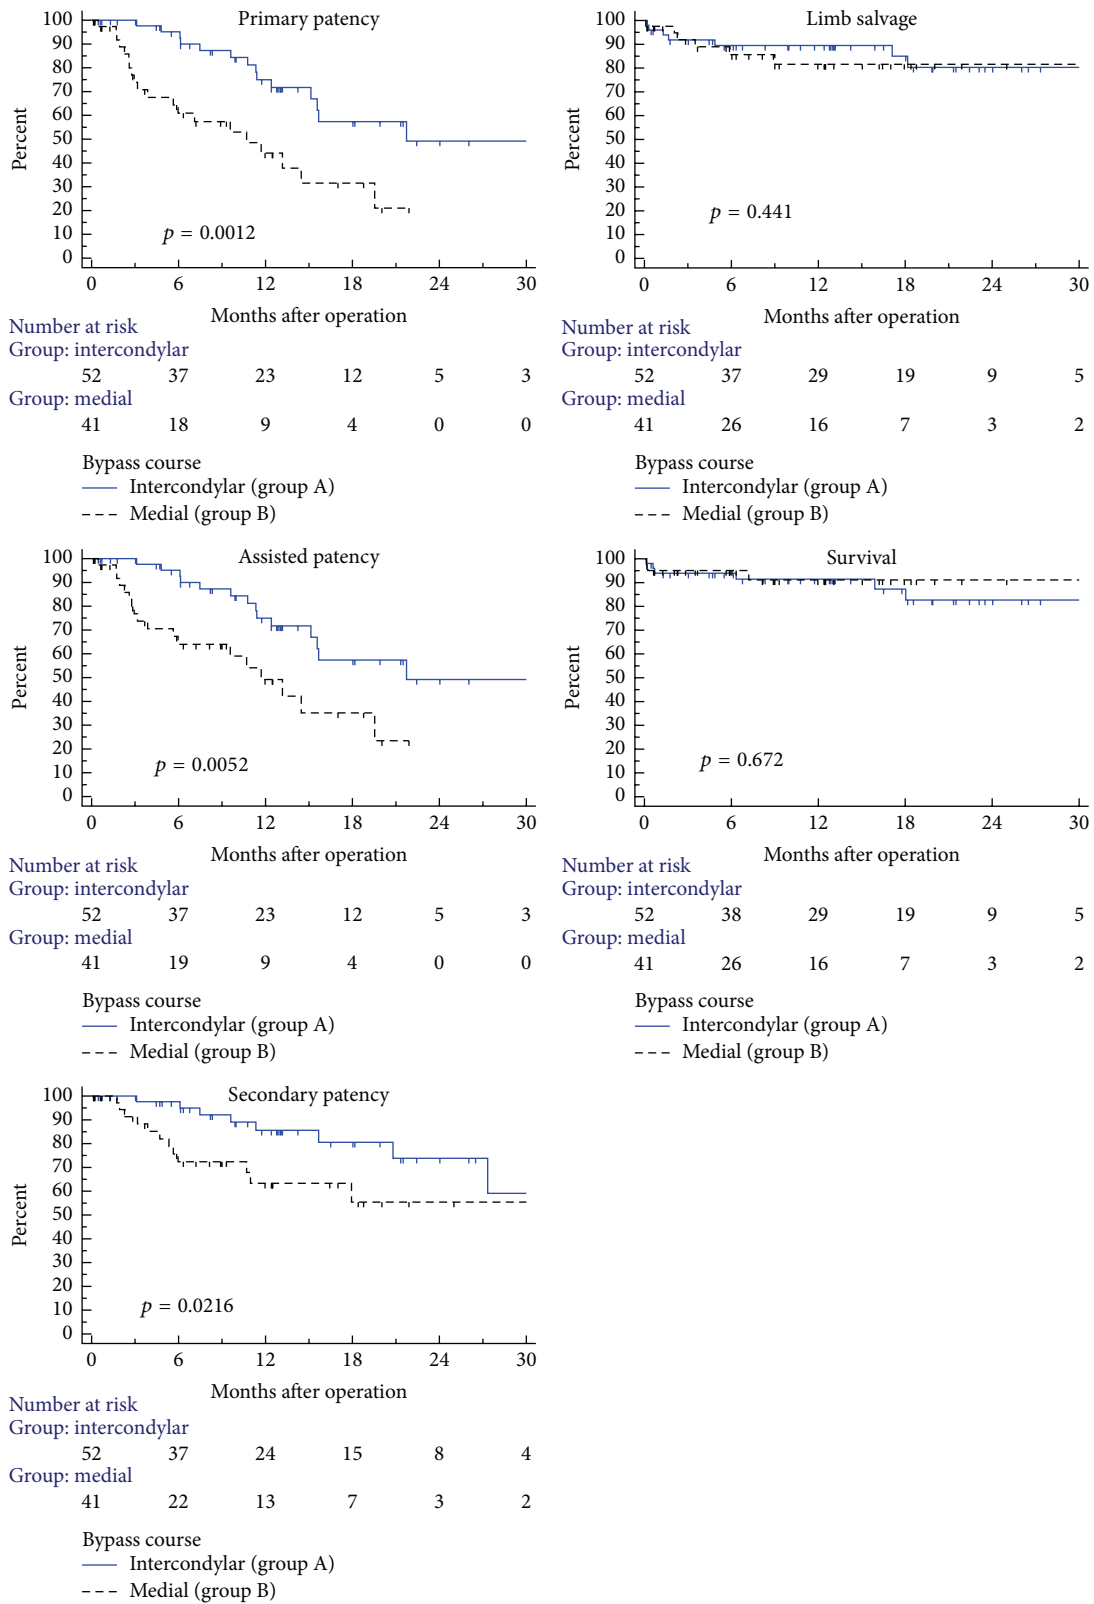 Primary patency
100
90
80
70
60
50
40
30
20
10
0
Percent
p = 0.0012
0 6 12 18 24 30
Months after operation
Number at risk
Group: intercondylar
52 37 23 12 5 3
Group: medial
41 18 9 4 0 0
Bypass course
Intercondylar (group A)
Medial (group B)
Limb salvage
100
90
80
70
60
50
40
30
20
10
0
Percent
p = 0.441
0 6 12 18 24 30
Months after operation
Number at risk
Group: intercondylar
52 37 29 19 9 5
Group: medial
41 26 16 7 3 2
Bypass course
Intercondylar (group A)
Medial (group B)
Assisted patency
100
90
80
70
60
50
40
30
20
10
0
Percent
p = 0.0052
0 6 12 18 24 30
Months after operation
Number at risk
Group: intercondylar
52 37 23 12 5 3
Group: medial
41 19 9 4 0 0
Bypass course
Intercondylar (group A)
Medial (group B)
Survival
100
90
80
70
60
50
40
30
20
10
0
Percent
p = 0.672
0 6 12 18 24 30
Months after operation
Number at risk
Group: intercondylar
52 38 29 19 9 5
Group: medial
41 26 16 7 3 2
Bypass course
Intercondylar (group A)
Medial (group B)
Secondary patency
100
90
80
70
60
50
40
30
20
10
0
Percent
p = 0.0216
0 6 12 18 24 30
Months after operation
Number at risk
Group: intercondylar
52 37 24 15 8 4
Group: medial
41 22 13 7 3 2
Bypass course
Intercondylar (group A)
Medial (group B)